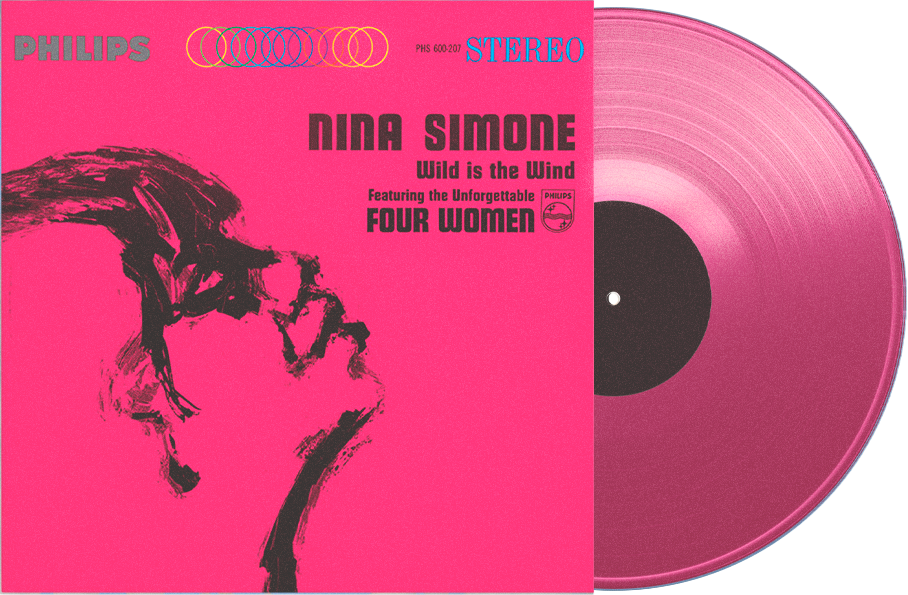 PHILIPS
PHS 600-207 STEREO
NINA SIMONE
Wild is the Wind
Featuring the Unforgettable
FOUR WOMEN
PHILIPS